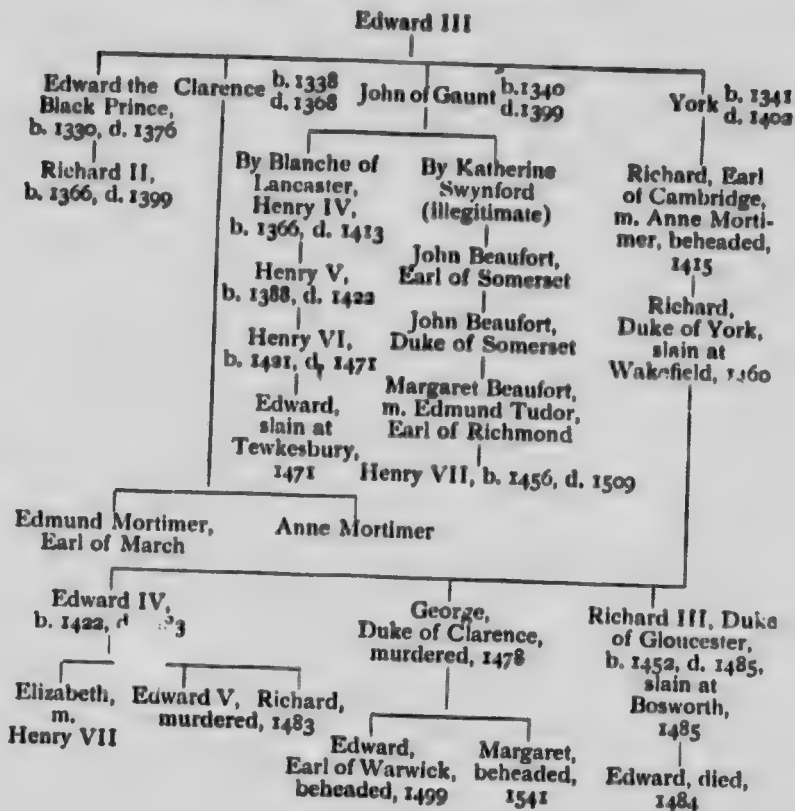 Edward III
Edward the
Black Prince,
b. 1330, d. 1376
Richard II,
b. 1366, d. 1399
Clarence b. 1338
d. 1368
John of Gaunt b. 1340
d. 1399
York b. 1341
d. 1402
By Blanche of
Lancaster,
Henry IV,
b. 1366, d. 1413
Henry V,
b. 1388, d. 1422
Henry VI,
b. 1421, d. 1471
Edward,
slain at
Tewkesbury,
1471
By Katherine
Swynford
(illegitimate)
John Beaufort,
Earl of Somerset
John Beaufort,
Duke of Somerset
Margaret Beaufort,
m. Edmund Tudor,
Earl of Richmond
Henry VII, b. 1456, d. 1509
Richard, Earl
of Cambridge,
m. Anne Morti-
mer, beheaded,
1415
Richard,
Duke of York,
slain at
Wakefield, 1460
Edmund Mortimer,
Earl of March
Anne Mortimer
Edward IV,
b. 1422, d
Elizabeth,
m.
Henry VII
Edward V, Richard,
murdered, 1483
George,
Duke of Clarence,
murdered, 1478
Edward,
Earl of Warwick,
beheaded, 1499
Margaret,
beheaded,
1541
Richard III, Duke
of Gloucester,
b. 1452, d. 1485,
slain at
Bosworth,
1485
Edward, died,
1484